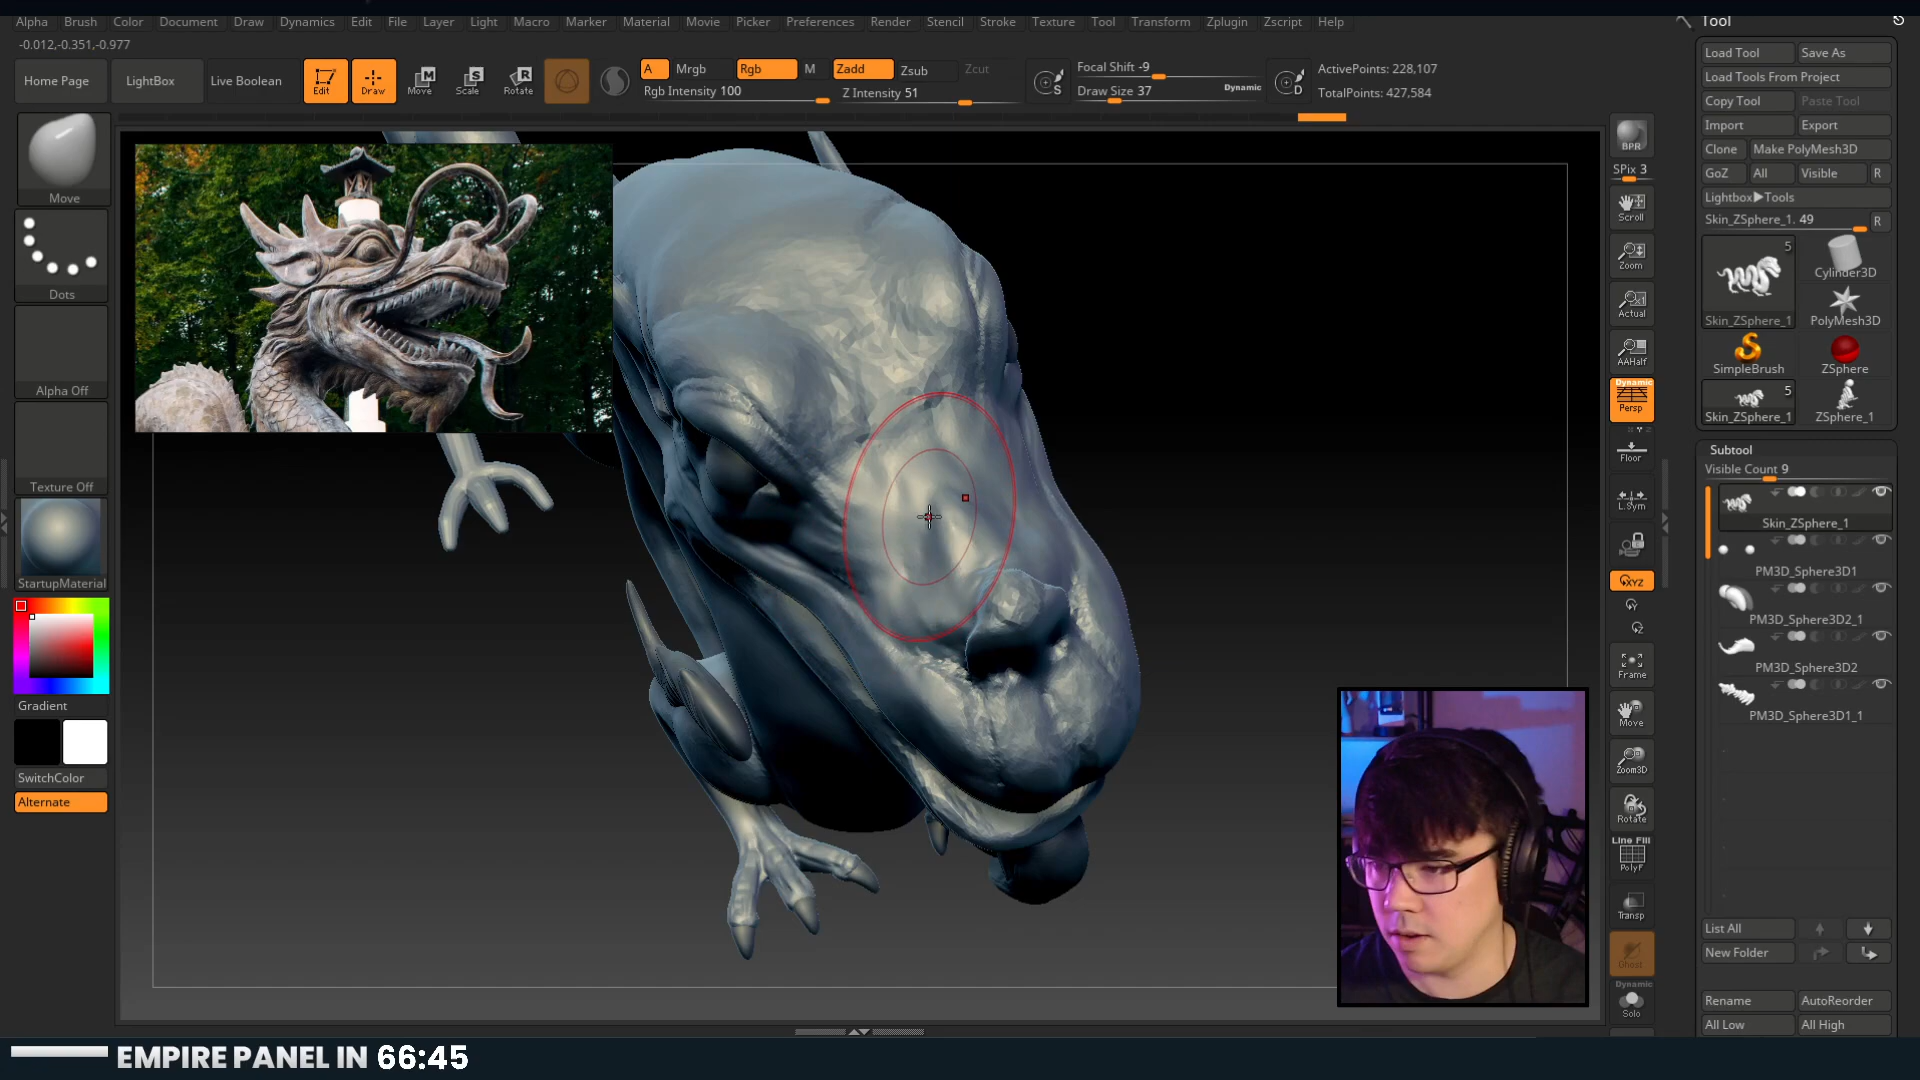 Alpha Brush Color Document Draw Dynamics Edit File Layer Light Macro Marker Material Movie Picker Preferences Render Stencil Stroke Texture Tool Transform Zplugin Zscript Help
Tool
-0.012,-0.351,-0.977
Home Page
LightBox
Live Boolean
Edit
Draw
Move
Scale
Rotate
A
Mrgb
Rgb
M
Zadd
Zsub
Zcut
Rgb Intensity 100
Z Intensity 51
Focal Shift -9
Draw Size 37
Dynamic
ActivePoints: 228,107
TotalPoints: 427,584
Move
Dots
Alpha Off
Texture Off
StartupMaterial
Gradient
SwitchColor
Alternate
BPR
SPix 3
Scroll
Zoom
Actual
AAHalf
Dynamic
Persp
Floor
L.Sym
XYZ
Frame
Move
Zoom3D
Rotate
Line Fill
PolyF
Transp
Ghost
Dynamic
Solo
Load Tool
Save As
Load Tools From Project
Copy Tool
Paste Tool
Import
Export
Clone
Make PolyMesh3D
GoZ
All
Visible
R
Lightbox▶Tools
Skin_ZSphere_1. 49
R
5
Skin_ZSphere_1
Cylinder3D
PolyMesh3D
SimpleBrush
ZSphere
5
Skin_ZSphere_1
ZSphere_1
Subtool
Visible Count 9
Skin_ZSphere_1
PM3D_Sphere3D1
PM3D_Sphere3D2_1
PM3D_Sphere3D2
PM3D_Sphere3D1_1
List All
New Folder
Rename
AutoReorder
All Low
All High
EMPIRE PANEL IN 66:45